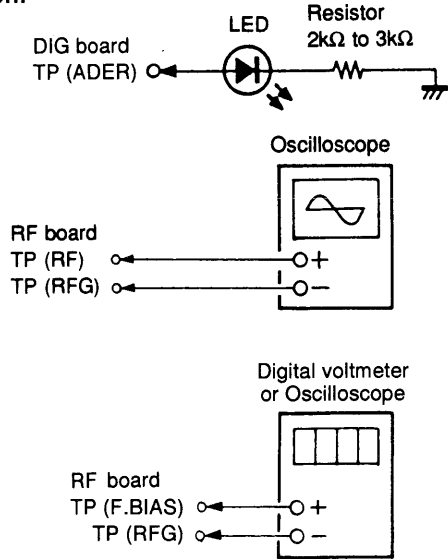 LED
Resistor
2kΩ to 3kΩ
DIG board
TP (ADER)
Oscilloscope
+
−
RF board
TP (RF)
TP (RFG)
Digital voltmeter
or Oscilloscope
RF board
TP (F.BIAS)
TP (RFG)
+
−